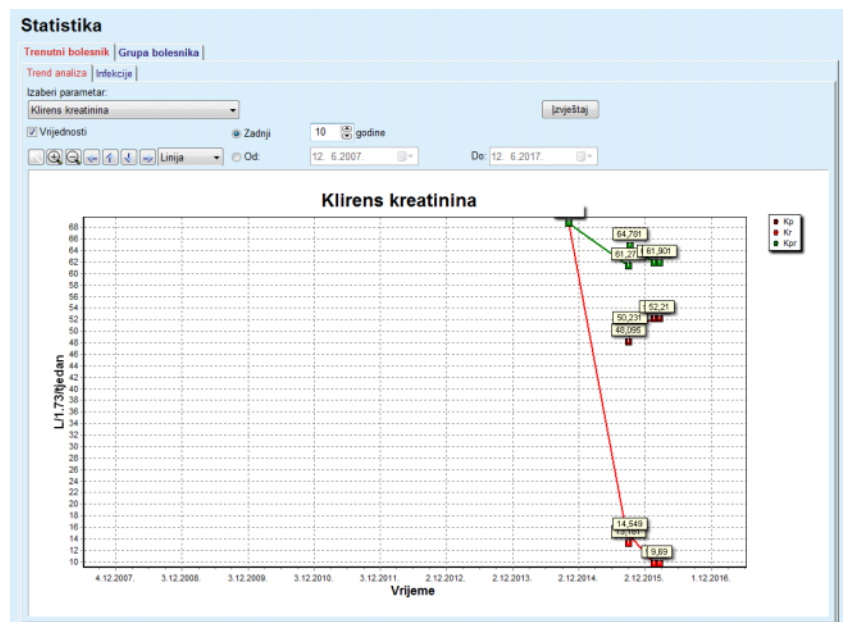 Statistika
Trenutni bolesnik Grupa bolesnika
Trend analiza Infekcije
Izaberi parametar:
Klirens kreatinina Izvještaj
Vrijednosti Zadnji 10 godine
Linija Od: 12. 6.2007. Do: 12. 6.2017.
Klirens kreatinina
Kp
Kr
Kpr
68
66
64
62
60
58
56
54
52
50
48
46
44
42
40
38
36
34
32
30
28
26
24
22
20
18
16
14
12
10
L/1.73/tjedan
64,781
61,27
61,901
52,21
50,231
48,095
14,549
9,69
4.12.2007. 3.12.2008. 3.12.2009. 3.12.2010. 3.12.2011. 2.12.2012. 2.12.2013. 2.12.2014. 2.12.2015. 1.12.2016.
Vrijeme